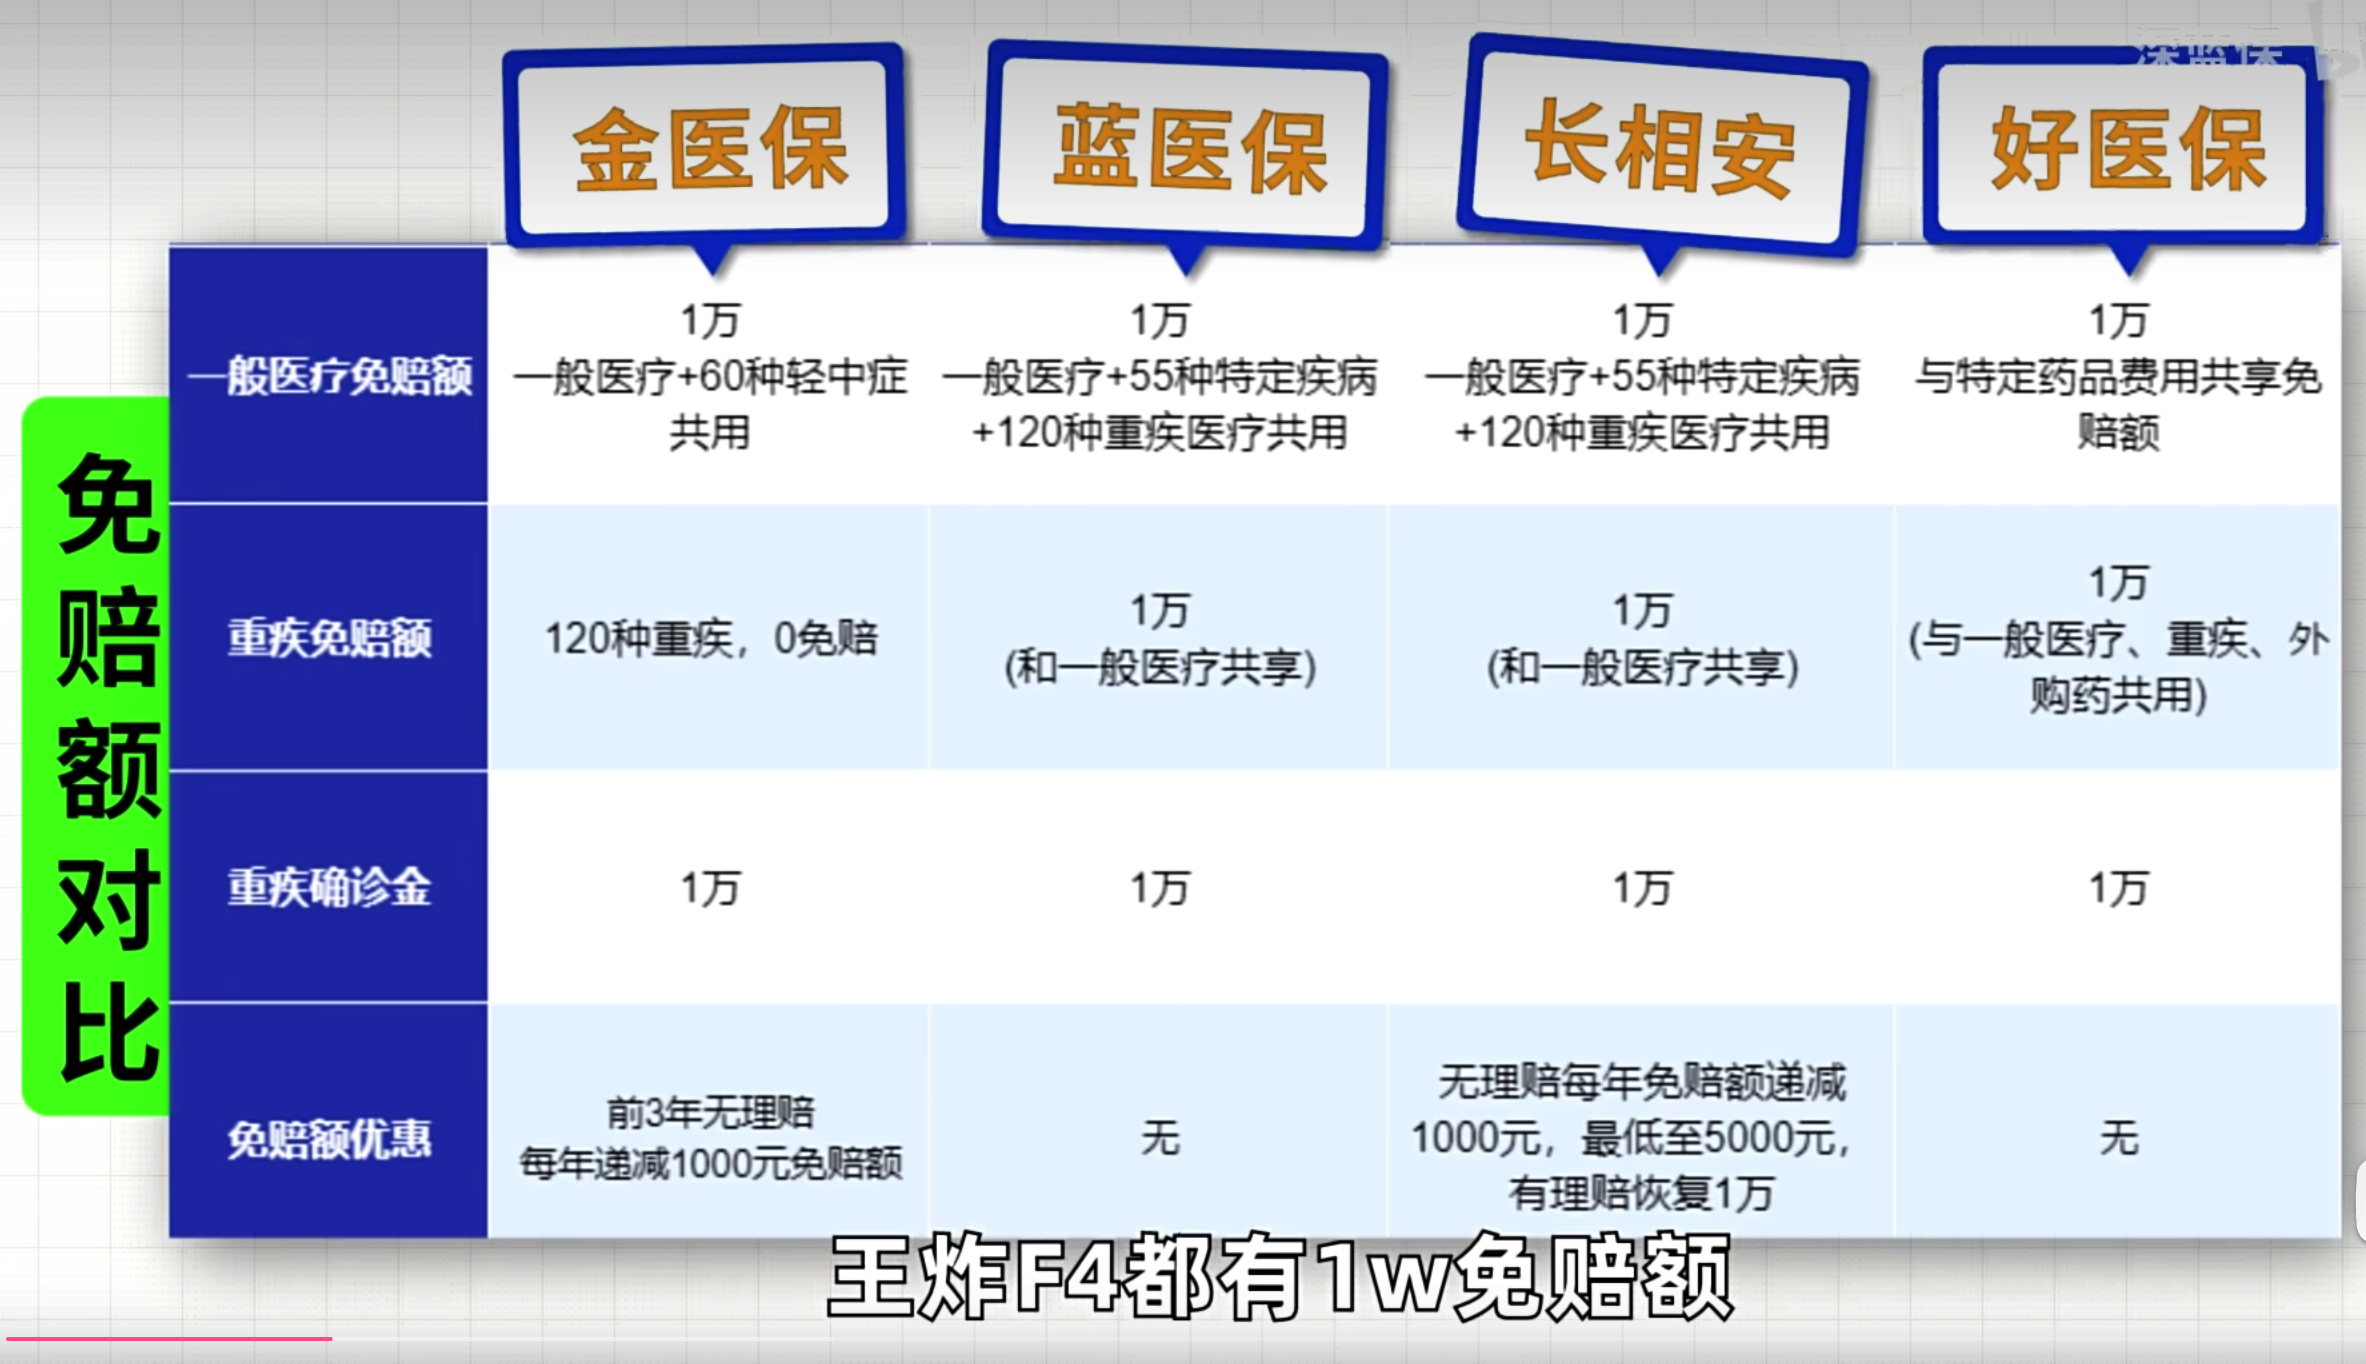 深蓝保
金医保
蓝医保
长相安
好医保
免赔额对比
一般医疗免赔额
1万
一般医疗+60种轻中症
共用
1万
一般医疗+55种特定疾病
+120种重疾医疗共用
1万
一般医疗+55种特定疾病
+120种重疾医疗共用
1万
与特定药品费用共享免
赔额
重疾免赔额
120种重疾，0免赔
1万
(和一般医疗共享)
1万
(和一般医疗共享)
1万
(与一般医疗、重疾、外
购药共用)
重疾确诊金
1万
1万
1万
1万
免赔额优惠
前3年无理赔
每年递减1000元免赔额
无
无理赔每年免赔额递减
1000元，最低至5000元，
有理赔恢复1万
无
王炸F4都有1w免赔额